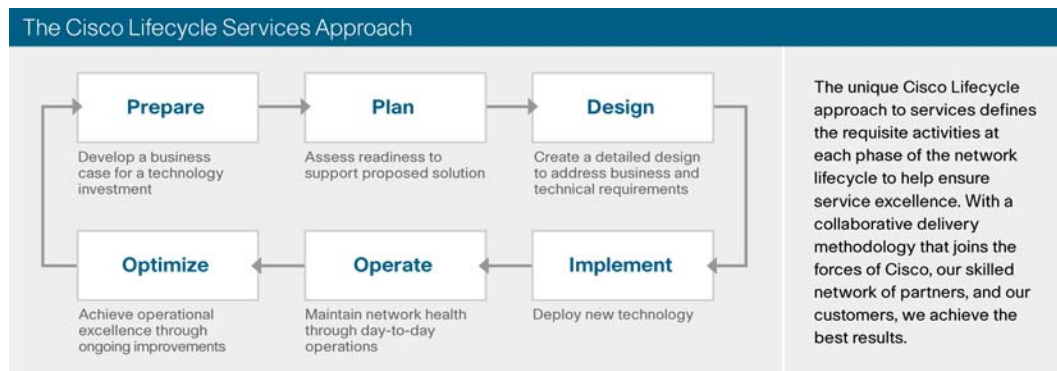 The Cisco Lifecycle Services Approach
Prepare
Develop a business
case for a technology
investment
Plan
Assess readiness to
support proposed solution
Design
Create a detailed design
to address business and
technical requirements
Optimize
Achieve operational
excellence through
ongoing improvements
Operate
Maintain network health
through day-to-day
operations
Implement
Deploy new technology
The unique Cisco Lifecycle
approach to services defines
the requisite activities at
each phase of the network
lifecycle to help ensure
service excellence. With a
collaborative delivery
methodology that joins the
forces of Cisco, our skilled
network of partners, and our
customers, we achieve the
best results.